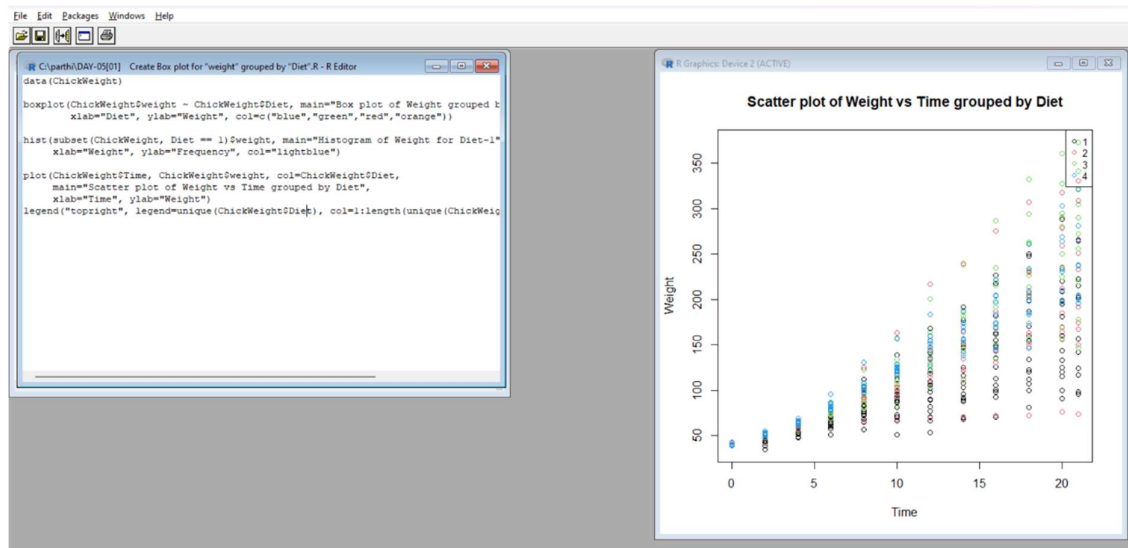 File Edit Packages Windows Help
C:\parthi\DAY-05[01] Create Box plot for "weight" grouped by "Diet".R - R Editor
data(ChickWeight)
boxplot(ChickWeight$weight ~ ChickWeight$Diet, main="Box plot of Weight grouped b
xlab="Diet", ylab="Weight", col=c("blue","green","red","orange"))
hist(subset(ChickWeight, Diet == 1)$weight, main="Histogram of Weight for Diet-1"
xlab="Weight", ylab="Frequency", col="lightblue")
plot(ChickWeight$Time, ChickWeight$weight, col=ChickWeight$Diet,
main="Scatter plot of Weight vs Time grouped by Diet",
xlab="Time", ylab="Weight")
legend("topright", legend=unique(ChickWeight$Diet), col=1:length(unique(ChickWeig
R Graphics: Device 2 (ACTIVE)
Scatter plot of Weight vs Time grouped by Diet
1
2
3
4
350
300
250
200
150
100
50
Weight
0 5 10 15 20
Time